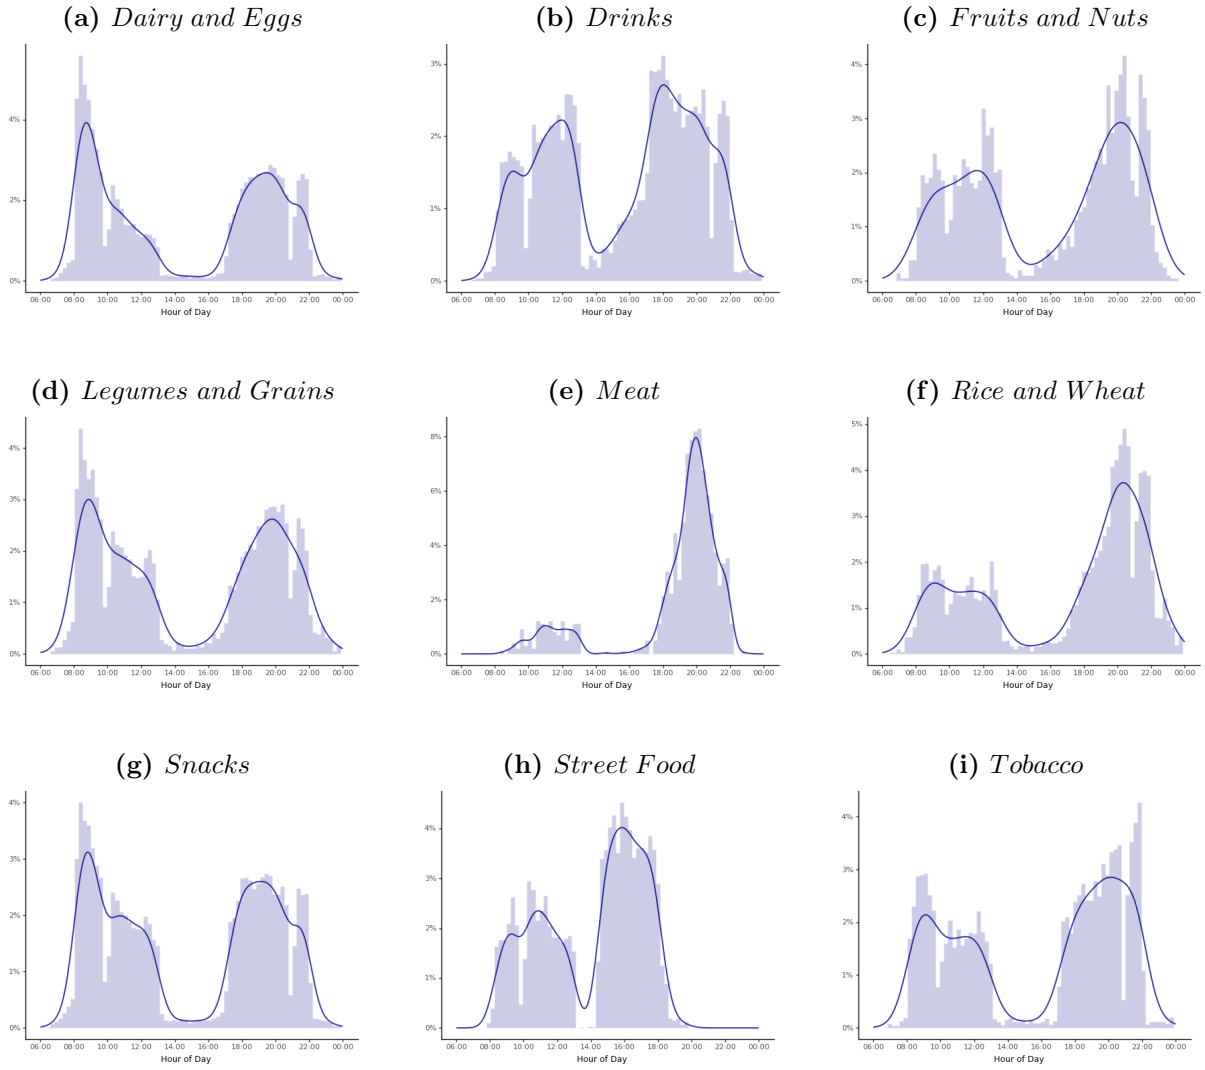 (a) Dairy and Eggs
(b) Drinks
(c) Fruits and Nuts
4%
2%
0%
06:00 08:00 10:00 12:00 14:00 16:00 18:00 20:00 22:00 00:00
Hour of Day
3%
2%
1%
0%
06:00 08:00 10:00 12:00 14:00 16:00 18:00 20:00 22:00 00:00
Hour of Day
4%
3%
2%
1%
0%
06:00 08:00 10:00 12:00 14:00 16:00 18:00 20:00 22:00 00:00
Hour of Day
(d) Legumes and Grains
(e) Meat
(f) Rice and Wheat
4%
3%
2%
1%
0%
06:00 08:00 10:00 12:00 14:00 16:00 18:00 20:00 22:00 00:00
Hour of Day
8%
6%
4%
2%
0%
06:00 08:00 10:00 12:00 14:00 16:00 18:00 20:00 22:00 00:00
Hour of Day
5%
4%
3%
2%
1%
0%
06:00 08:00 10:00 12:00 14:00 16:00 18:00 20:00 22:00 00:00
Hour of Day
(g) Snacks
(h) Street Food
(i) Tobacco
4%
3%
2%
1%
0%
06:00 08:00 10:00 12:00 14:00 16:00 18:00 20:00 22:00 00:00
Hour of Day
4%
3%
2%
1%
0%
06:00 08:00 10:00 12:00 14:00 16:00 18:00 20:00 22:00 00:00
Hour of Day
4%
3%
2%
1%
0%
06:00 08:00 10:00 12:00 14:00 16:00 18:00 20:00 22:00 00:00
Hour of Day